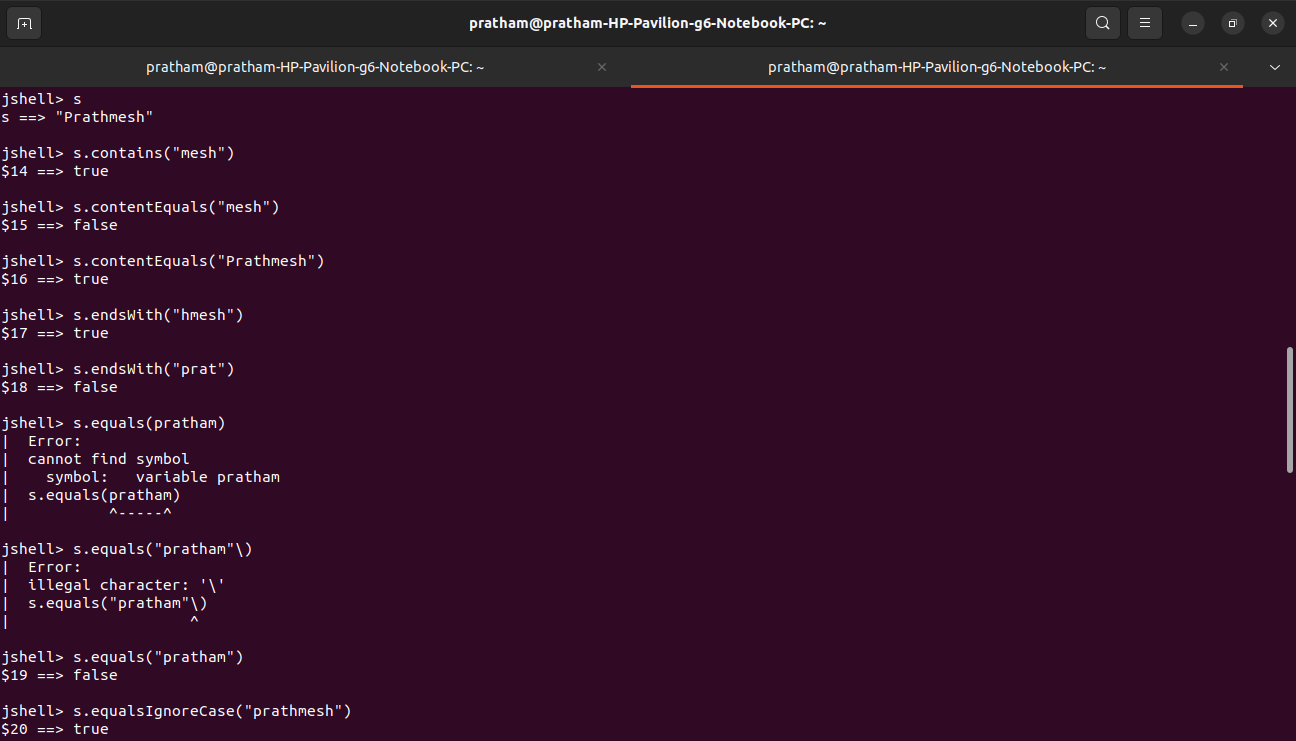 pratham@pratham-HP-Pavilion-g6-Notebook-PC: ~
pratham@pratham-HP-Pavilion-g6-Notebook-PC: ~
pratham@pratham-HP-Pavilion-g6-Notebook-PC: ~
jshell> s
s ==> "Prathmesh"
jshell> s.contains("mesh")
$14 ==> true
jshell> s.contentEquals("mesh")
$15 ==> false
jshell> s.contentEquals("Prathmesh")
$16 ==> true
jshell> s.endsWith("hmesh")
$17 ==> true
jshell> s.endsWith("prat")
$18 ==> false
jshell> s.equals(pratham)
|  Error:
|  cannot find symbol
|    symbol:   variable pratham
|  s.equals(pratham)
|           ^-----^
jshell> s.equals("pratham"\)
|  Error:
|  illegal character: '\'
|  s.equals("pratham"\)
|                    ^
jshell> s.equals("pratham")
$19 ==> false
jshell> s.equalsIgnoreCase("prathmesh")
$20 ==> true